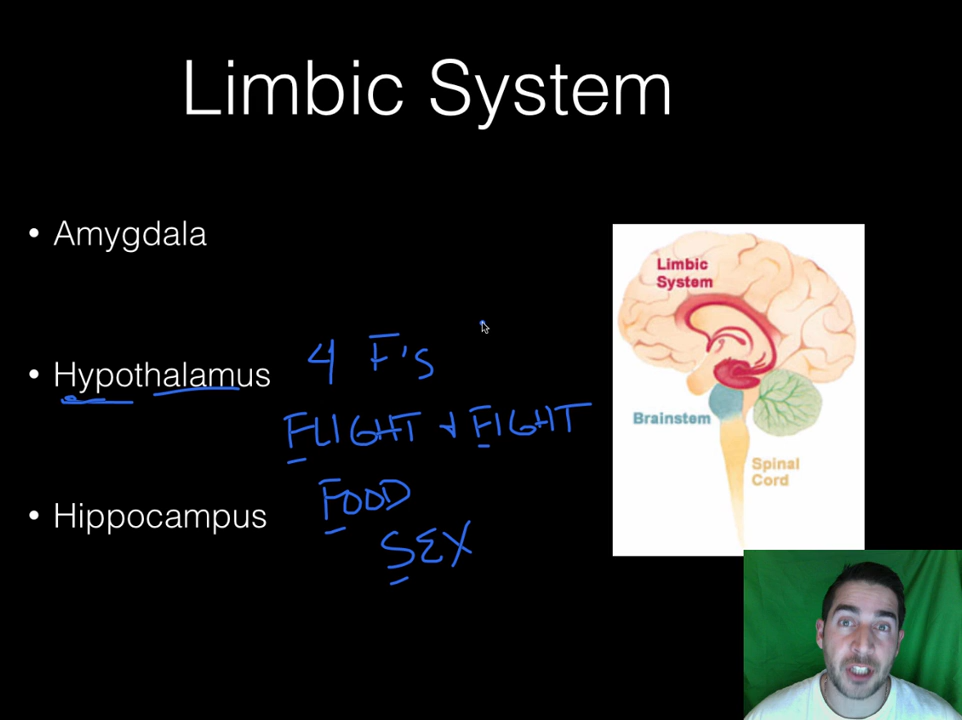 Limbic System
• Amygdala
• Hypothalamus
4 F's
FLIGHT & FIGHT
FOOD
SEX
• Hippocampus
Limbic
System
Brainstem
Spinal
Cord